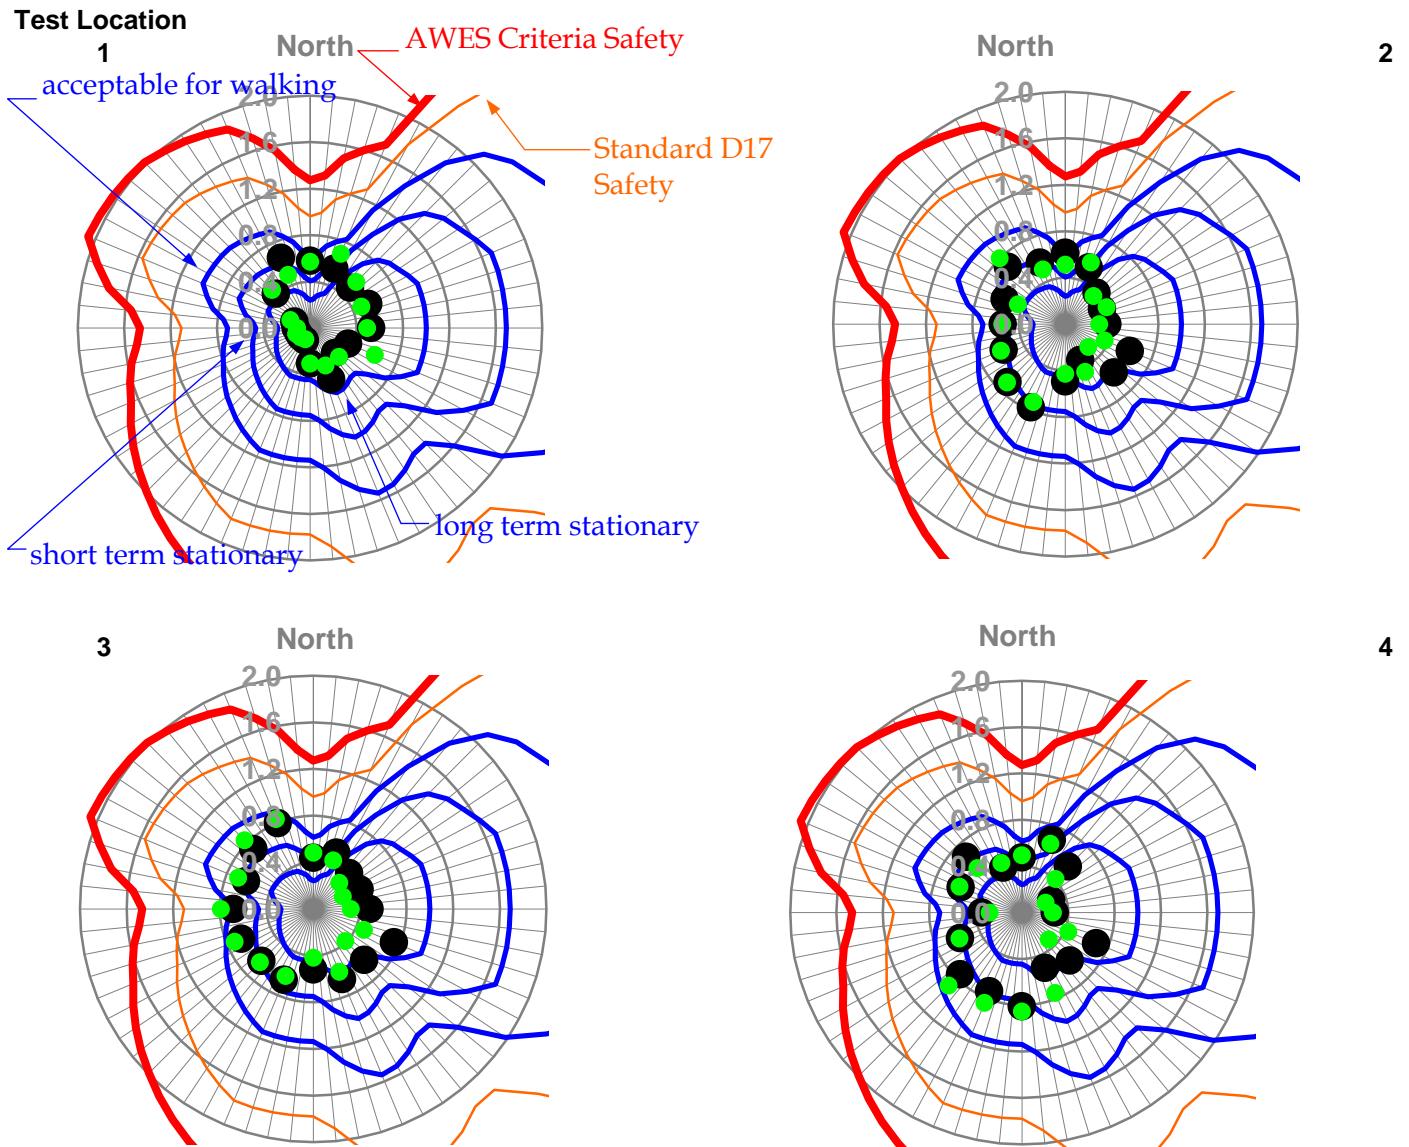 Test Location
1
North
AWES Criteria Safety
acceptable for walking
2.0
1.6
1.2
0.8
0.4
0.0
Standard D17
Safety
long term stationary
short term stationary
North
2
2.0
1.6
1.2
0.8
0.4
0.0
3
North
2.0
1.6
1.2
0.8
0.4
0.0
North
4
2.0
1.6
1.2
0.8
0.4
0.0